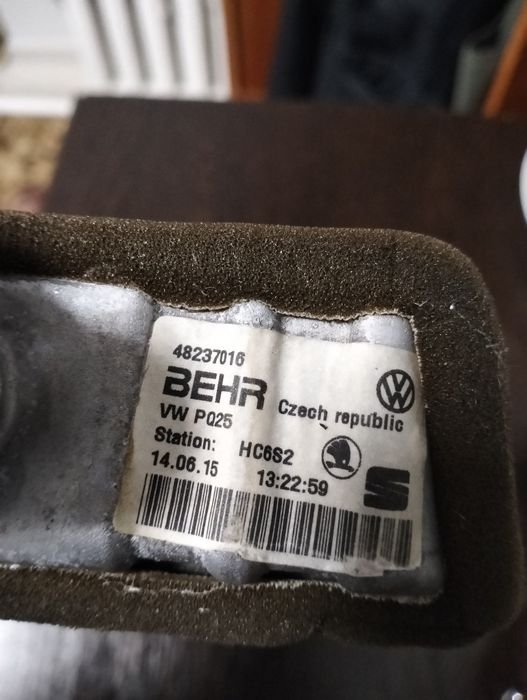 48237016
BEHR Czech republic
VW PQ25
Station: HC6S2
14.06.15 13:22:59